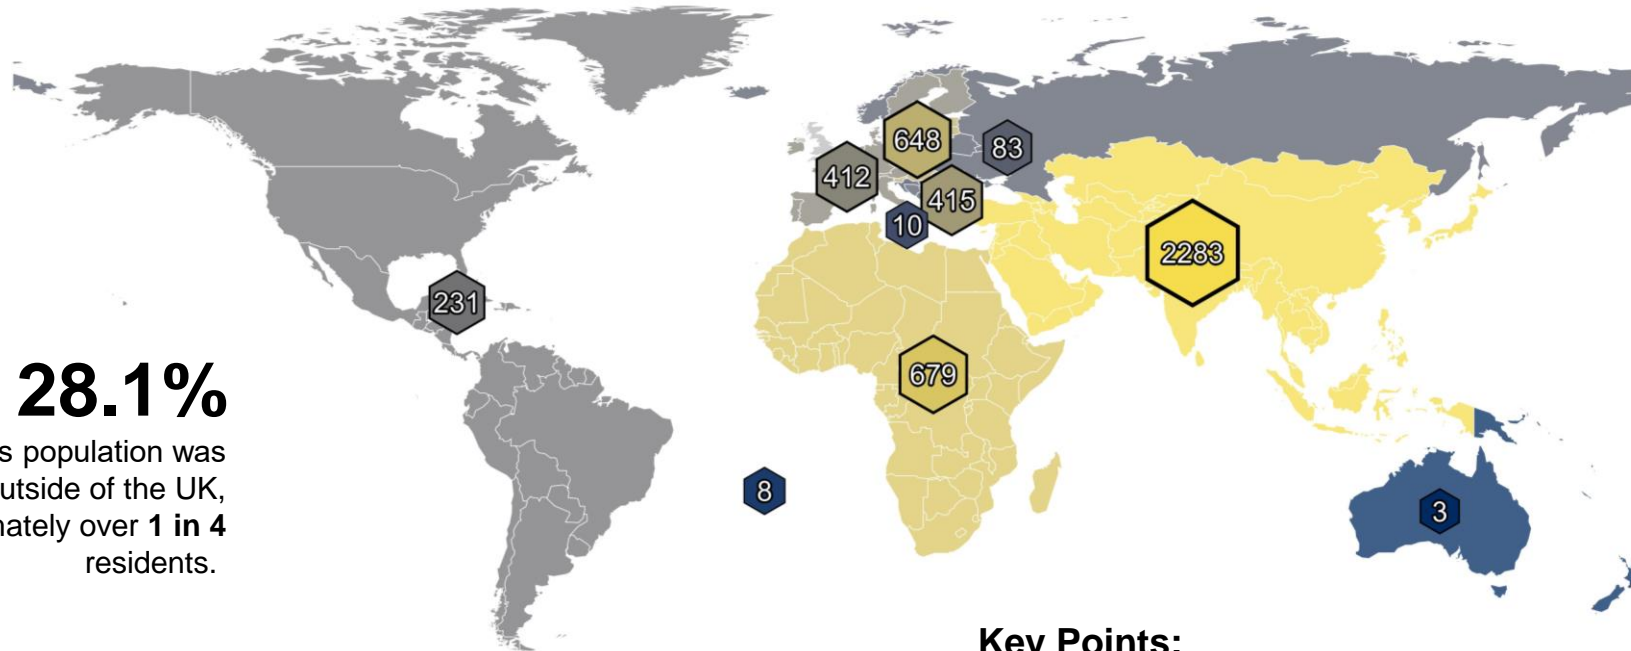 648
83
412
415
10
2283
231
679
28.1%
s population was
utside of the UK,
nately over 1 in 4
residents.
8
3
Key Points: